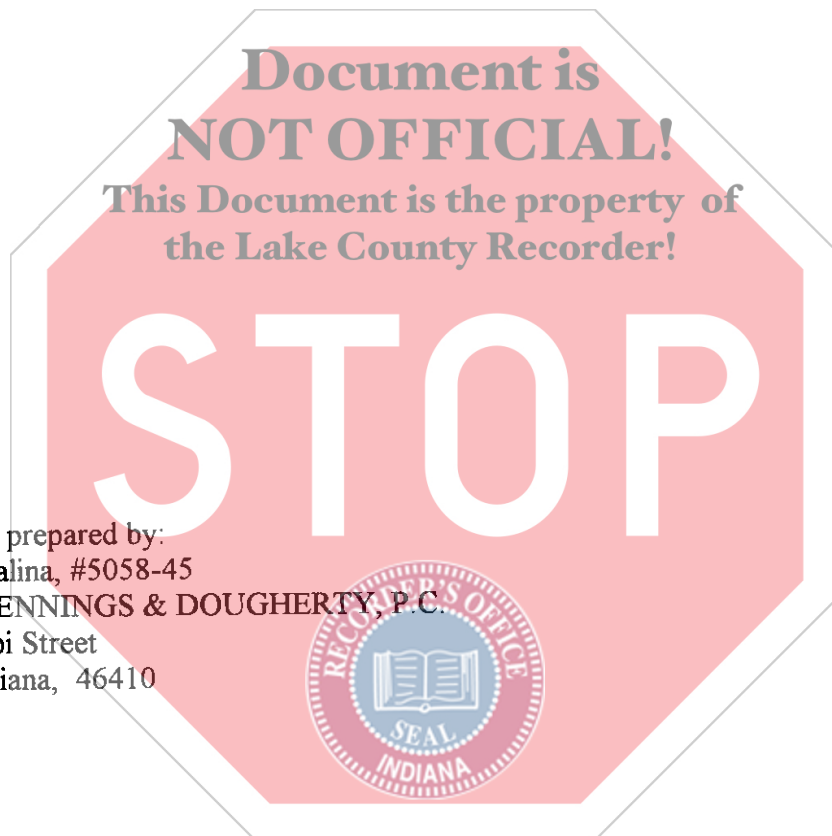 Document is
NOT OFFICIAL!
This Document is the property of
the Lake County Recorder!
STOP
prepared by:
alina, #5058-45
ENNINGS & DOUGHERTY, P.C.
pi Street
iana, 46410
RECORDER'S OFFICE
SEAL
INDIANA